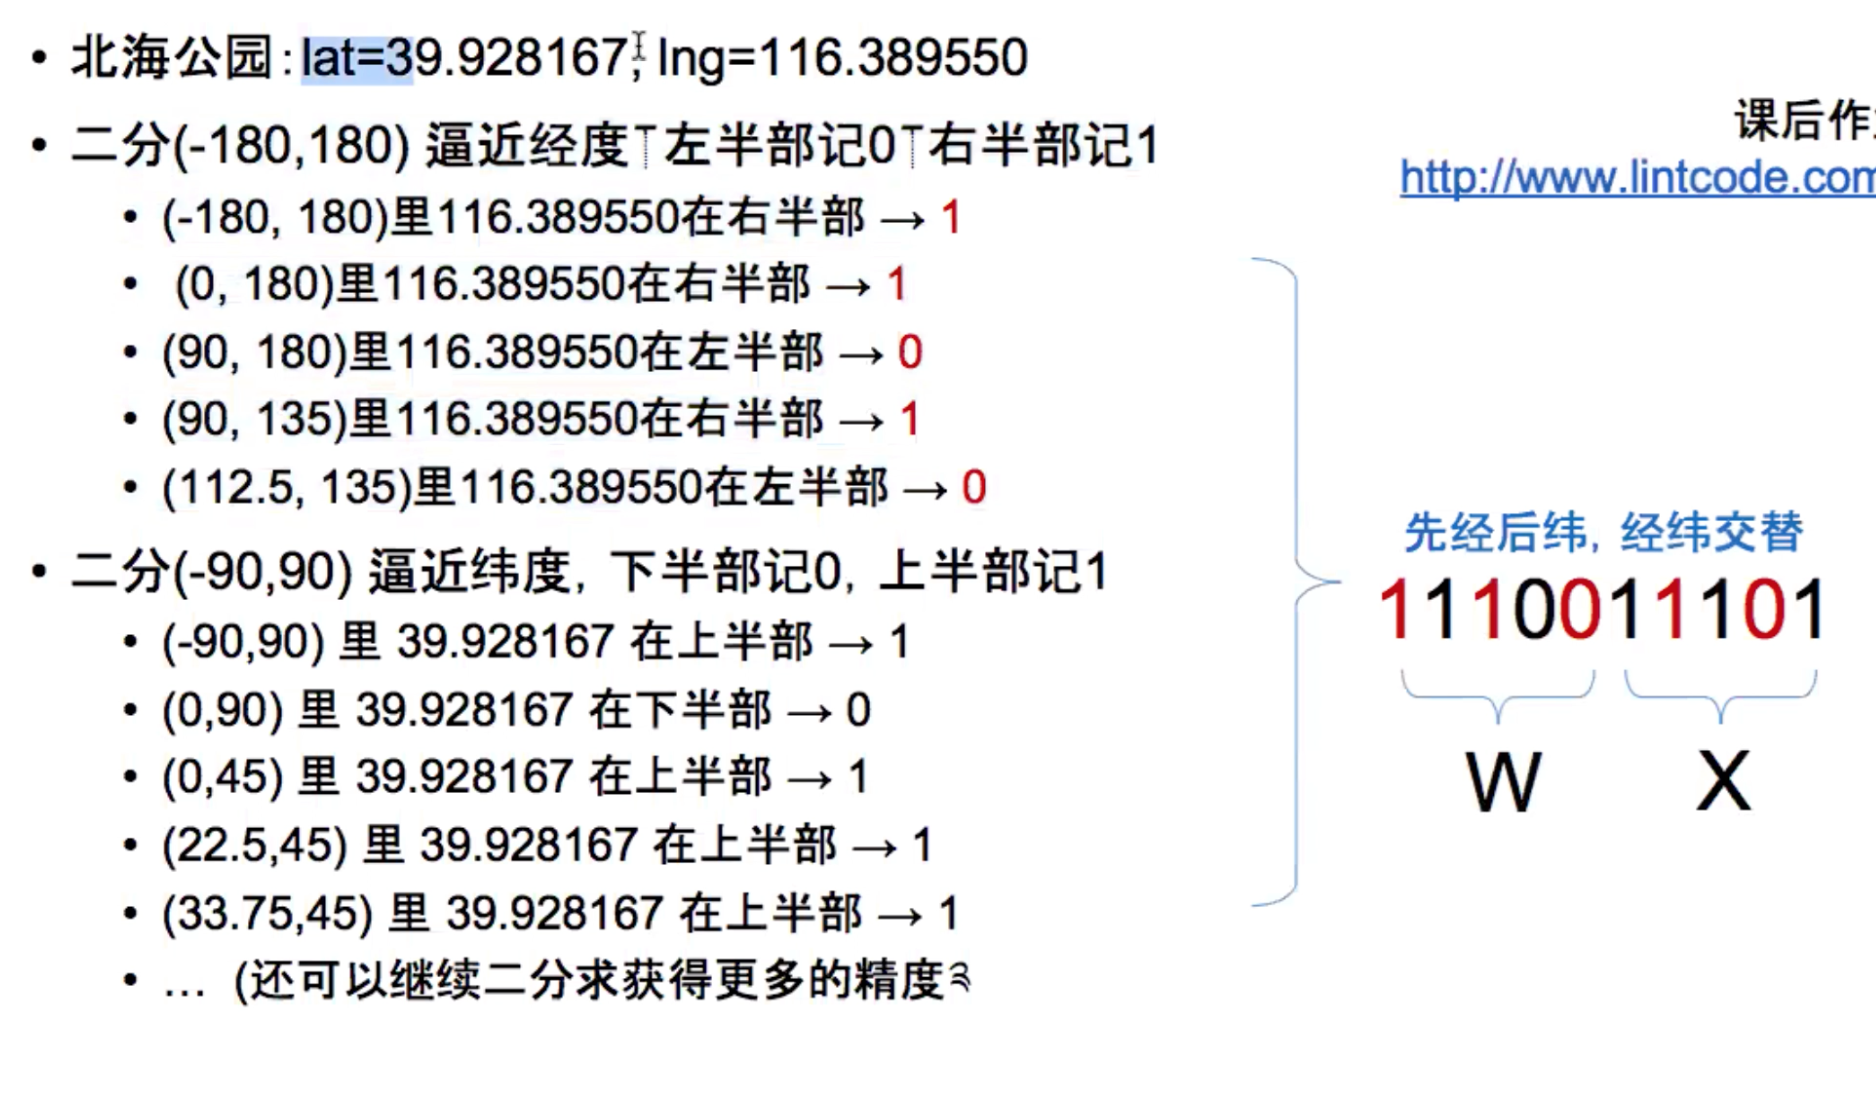 • 北海公园: lat=39.928167, lng=116.389550
• 二分(-180,180) 逼近经度 左半部记0 右半部记1
• (-180, 180)里116.389550在右半部 → 1
• (0, 180)里116.389550在右半部 → 1
• (90, 180)里116.389550在左半部 → 0
• (90, 135)里116.389550在右半部 → 1
• (112.5, 135)里116.389550在左半部 → 0
• 二分(-90,90) 逼近纬度, 下半部记0, 上半部记1
• (-90,90) 里 39.928167 在上半部 → 1
• (0,90) 里 39.928167 在下半部 → 0
• (0,45) 里 39.928167 在上半部 → 1
• (22.5,45) 里 39.928167 在上半部 → 1
• (33.75,45) 里 39.928167 在上半部 → 1
• ... (还可以继续二分求获得更多的精度
课后作
http://www.lintcode.com
先经后纬, 经纬交替
1110011101
W X